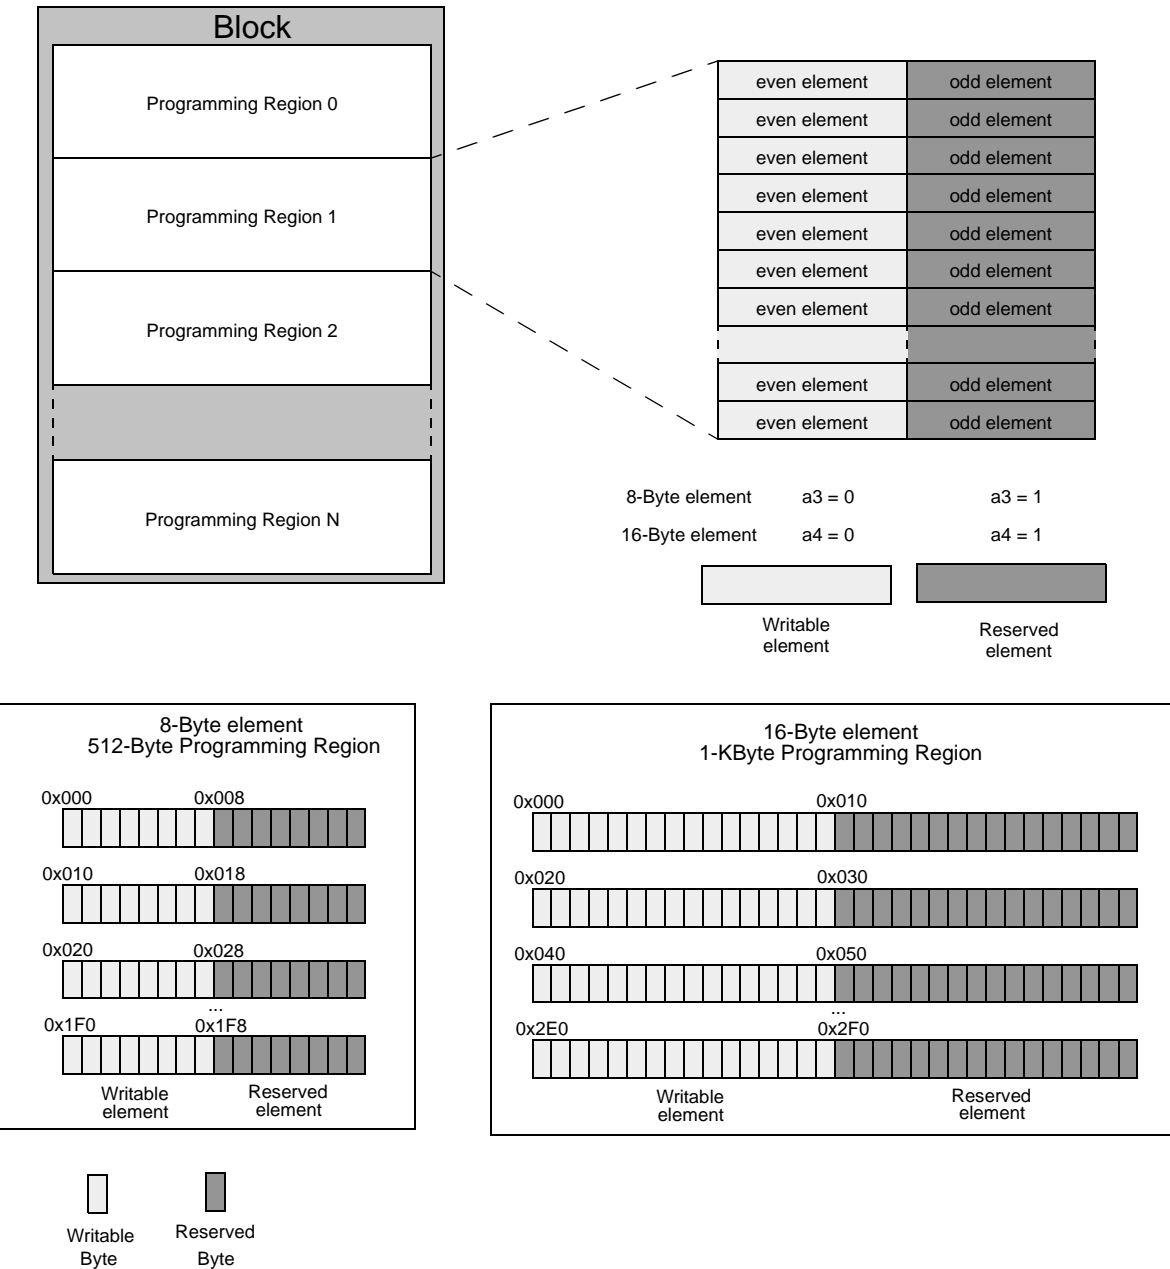 Block
Programming Region 0
Programming Region 1
Programming Region 2
Programming Region N
even element odd element
even element odd element
even element odd element
even element odd element
even element odd element
even element odd element
even element odd element
even element odd element
even element odd element
8-Byte element a3 = 0 a3 = 1
16-Byte element a4 = 0 a4 = 1
Writable
element
Reserved
element
8-Byte element
512-Byte Programming Region
0x000 0x008
0x010 0x018
0x020 0x028
...
0x1F0 0x1F8
Writable
element
Reserved
element
16-Byte element
1-KByte Programming Region
0x000 0x010
0x020 0x030
0x040 0x050
...
0x2E0 0x2F0
Writable
element
Reserved
element
Writable
Byte
Reserved
Byte